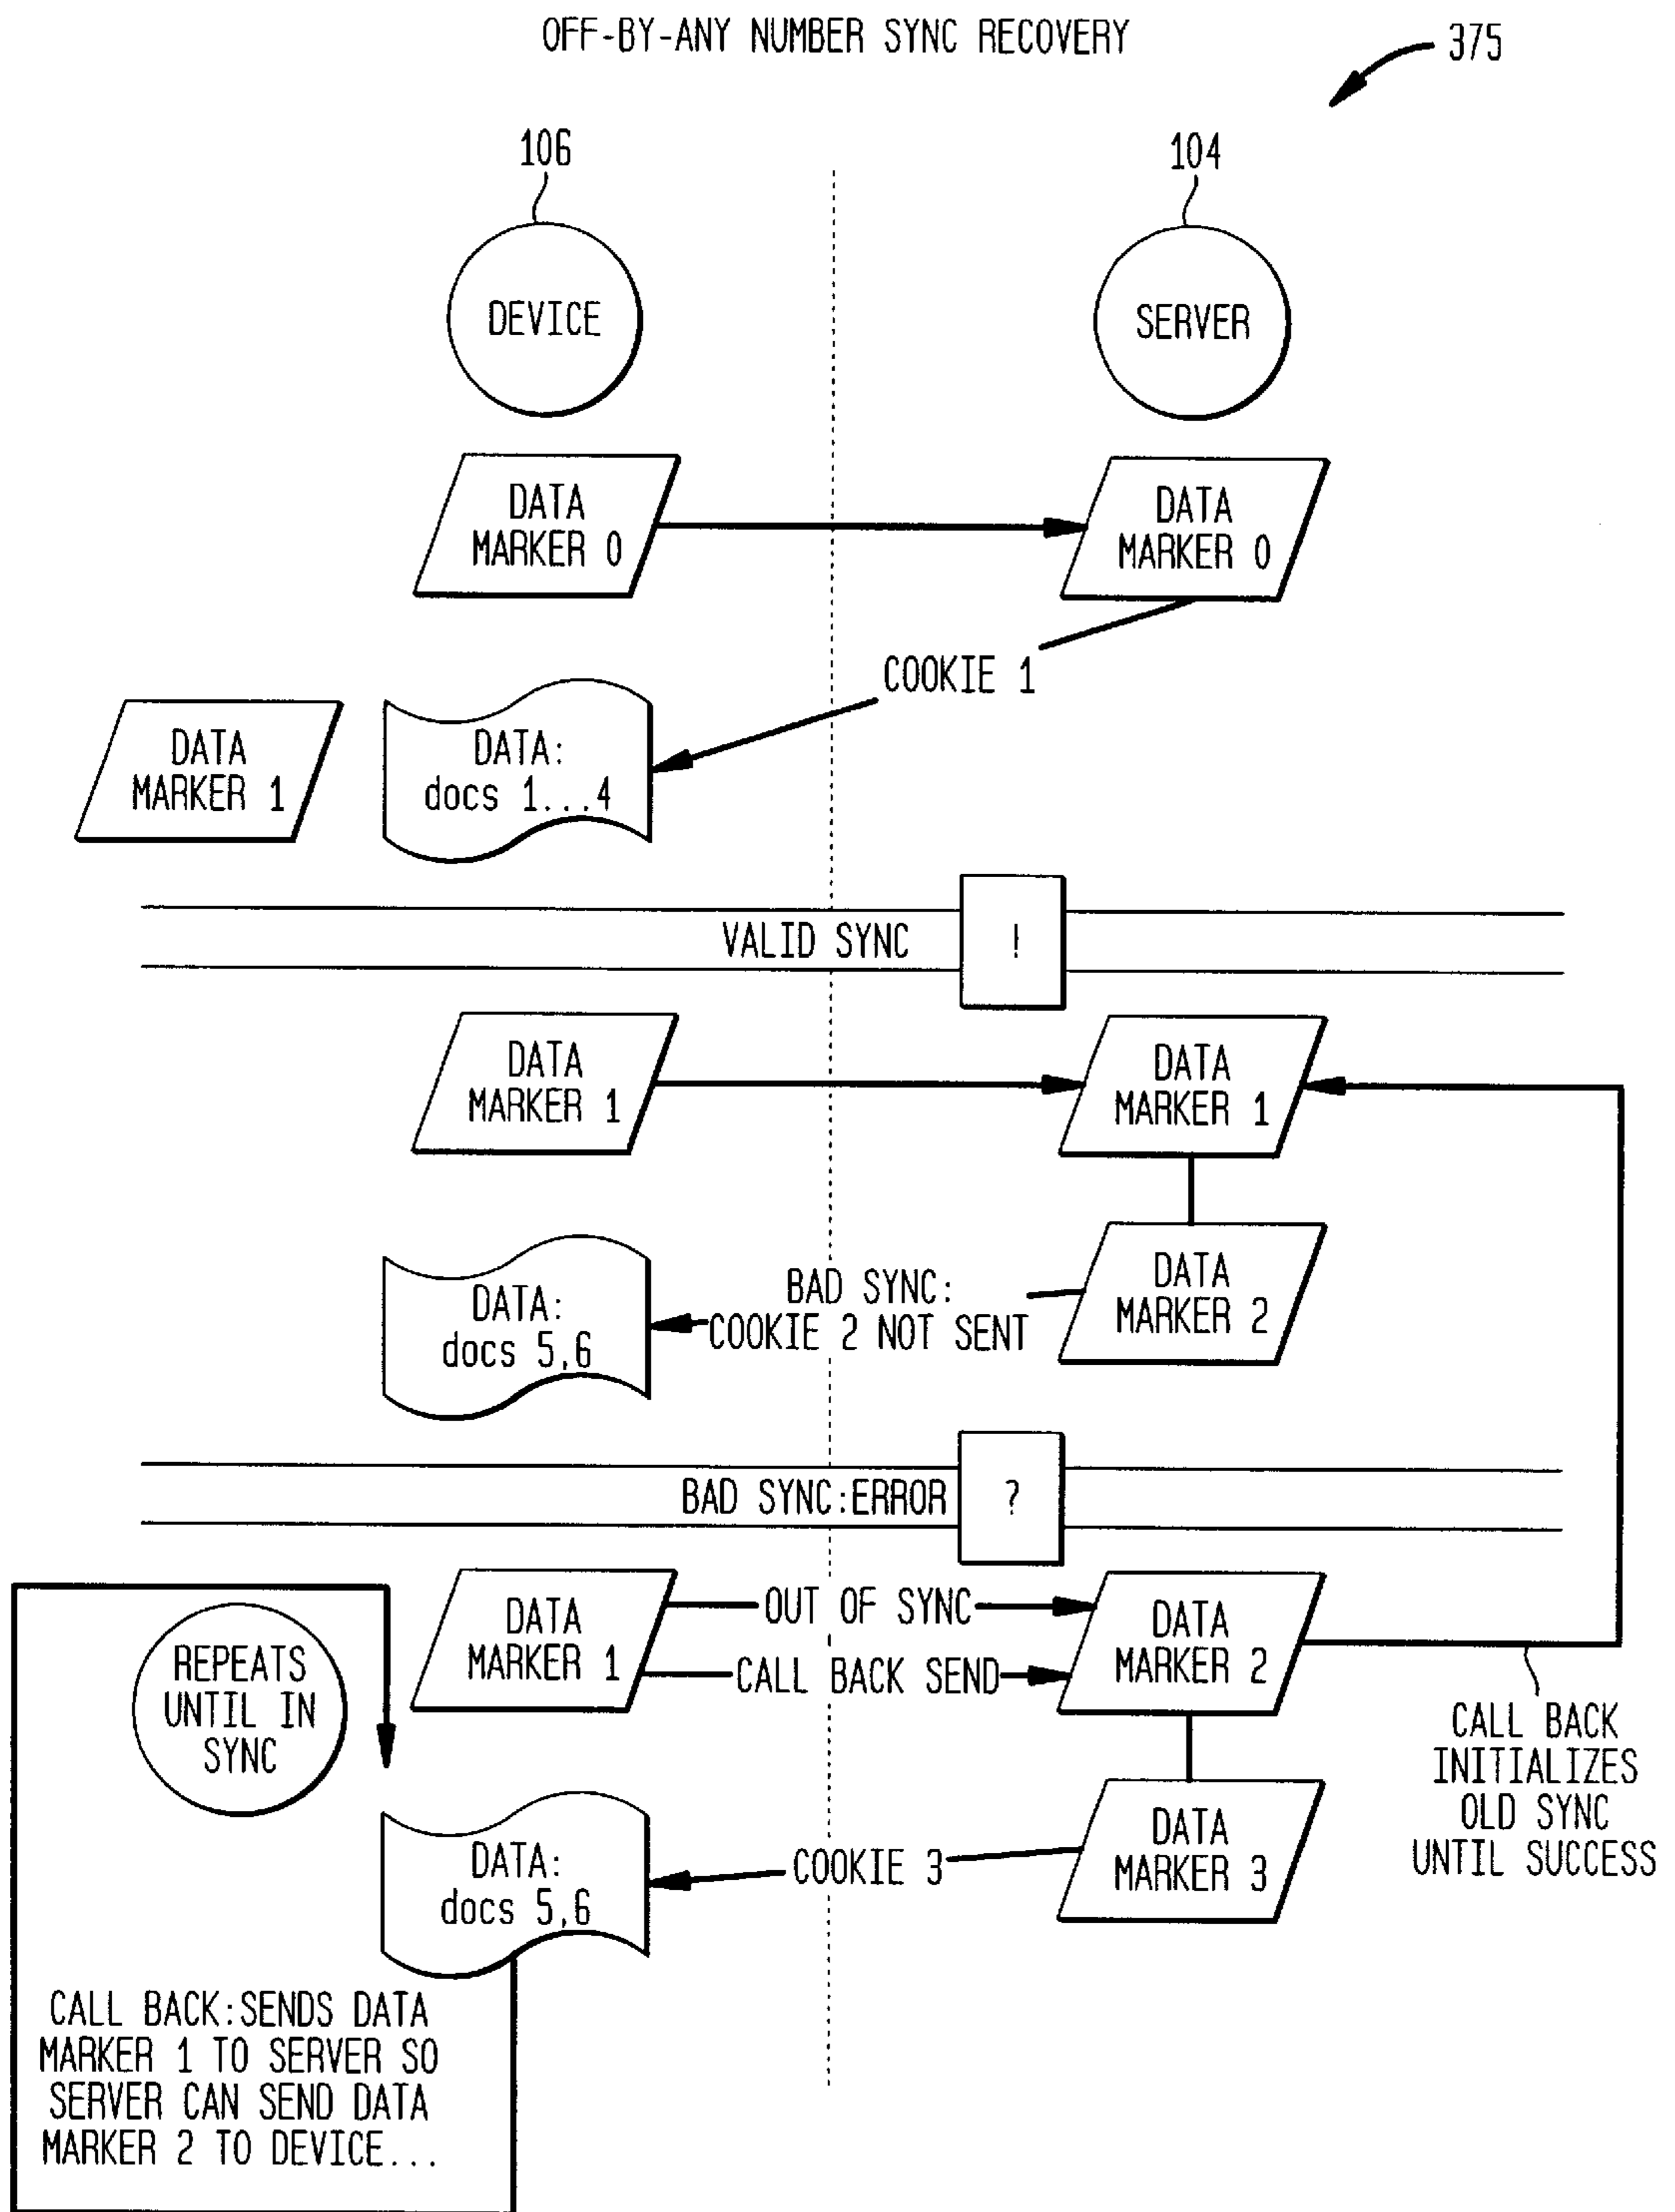 OFF-BY-ANY NUMBER SYNC RECOVERY
375
106
104
DEVICE
SERVER
DATA
MARKER 0
DATA
MARKER 0
COOKIE 1
DATA
MARKER 1
DATA:
docs 1...4
VALID SYNC
!
DATA
MARKER 1
DATA
MARKER 1
DATA:
docs 5,6
BAD SYNC:
COOKIE 2 NOT SENT
DATA
MARKER 2
BAD SYNC:ERROR
?
REPEATS
UNTIL IN
SYNC
DATA
MARKER 1
OUT OF SYNC
CALL BACK SEND
DATA
MARKER 2
CALL BACK
INITIALIZES
OLD SYNC
UNTIL SUCCESS
DATA:
docs 5,6
COOKIE 3
DATA
MARKER 3
CALL BACK:SENDS DATA
MARKER 1 TO SERVER SO
SERVER CAN SEND DATA
MARKER 2 TO DEVICE...